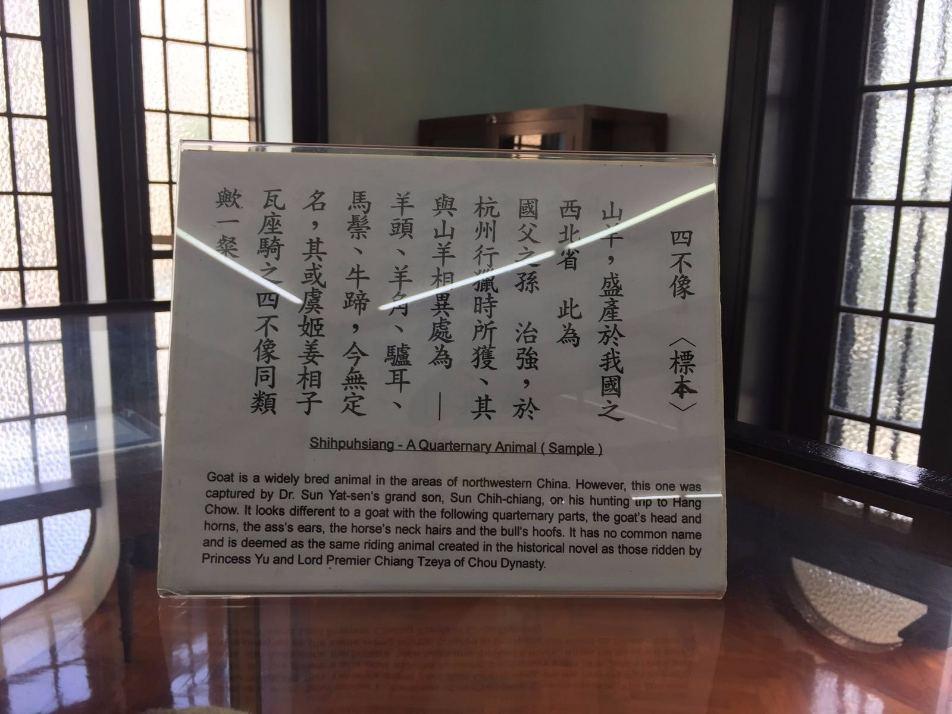 四不像 〈標本〉
山羊,盛產於我國之
西北省 此為
國父之孫 治強,於
杭州行獵時所獲、其
與山羊相異處為—
羊頭、羊角、驢耳、
馬鬃、牛蹄,今無定
名,其或虞姬姜相子
瓦座騎之四不像同類
歟一粲
Shihpuhsiang - A Quarternary Animal ( Sample )
Goat is a widely bred animal in the areas of northwestern China. However, this one was
captured by Dr. Sun Yat-sen's grand son, Sun Chih-chiang, on his hunting trip to Hang
Chow. It looks different to a goat with the following quarternary parts, the goat's head and
horns, the ass's ears, the horse's neck hairs and the bull's hoofs. It has no common name
and is deemed as the same riding animal created in the historical novel as those ridden by
Princess Yu and Lord Premier Chiang Tzeya of Chou Dynasty.